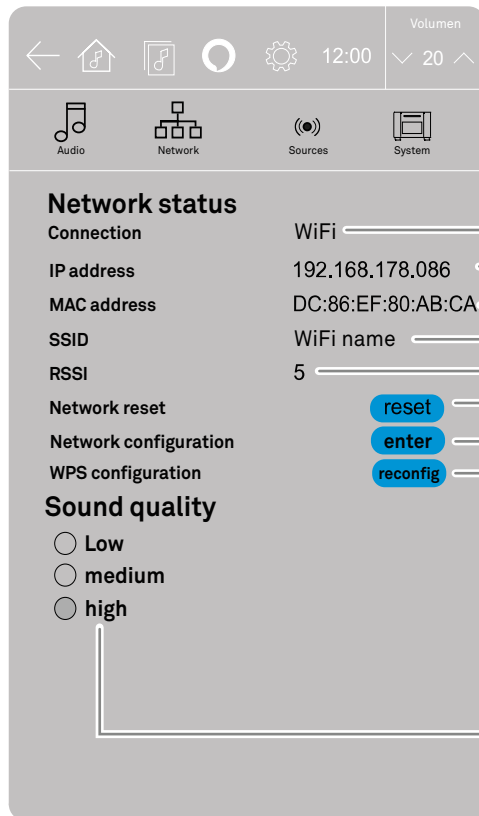 Volumen
12:00
20
Audio Network Sources System
Network status
Connection WiFi
IP address 192.168.178.086
MAC address DC:86:EF:80:AB:CA
SSID WiFi name
RSSI 5
Network reset reset
Network configuration enter
WPS configuration reconfig
Sound quality
Low
medium
high